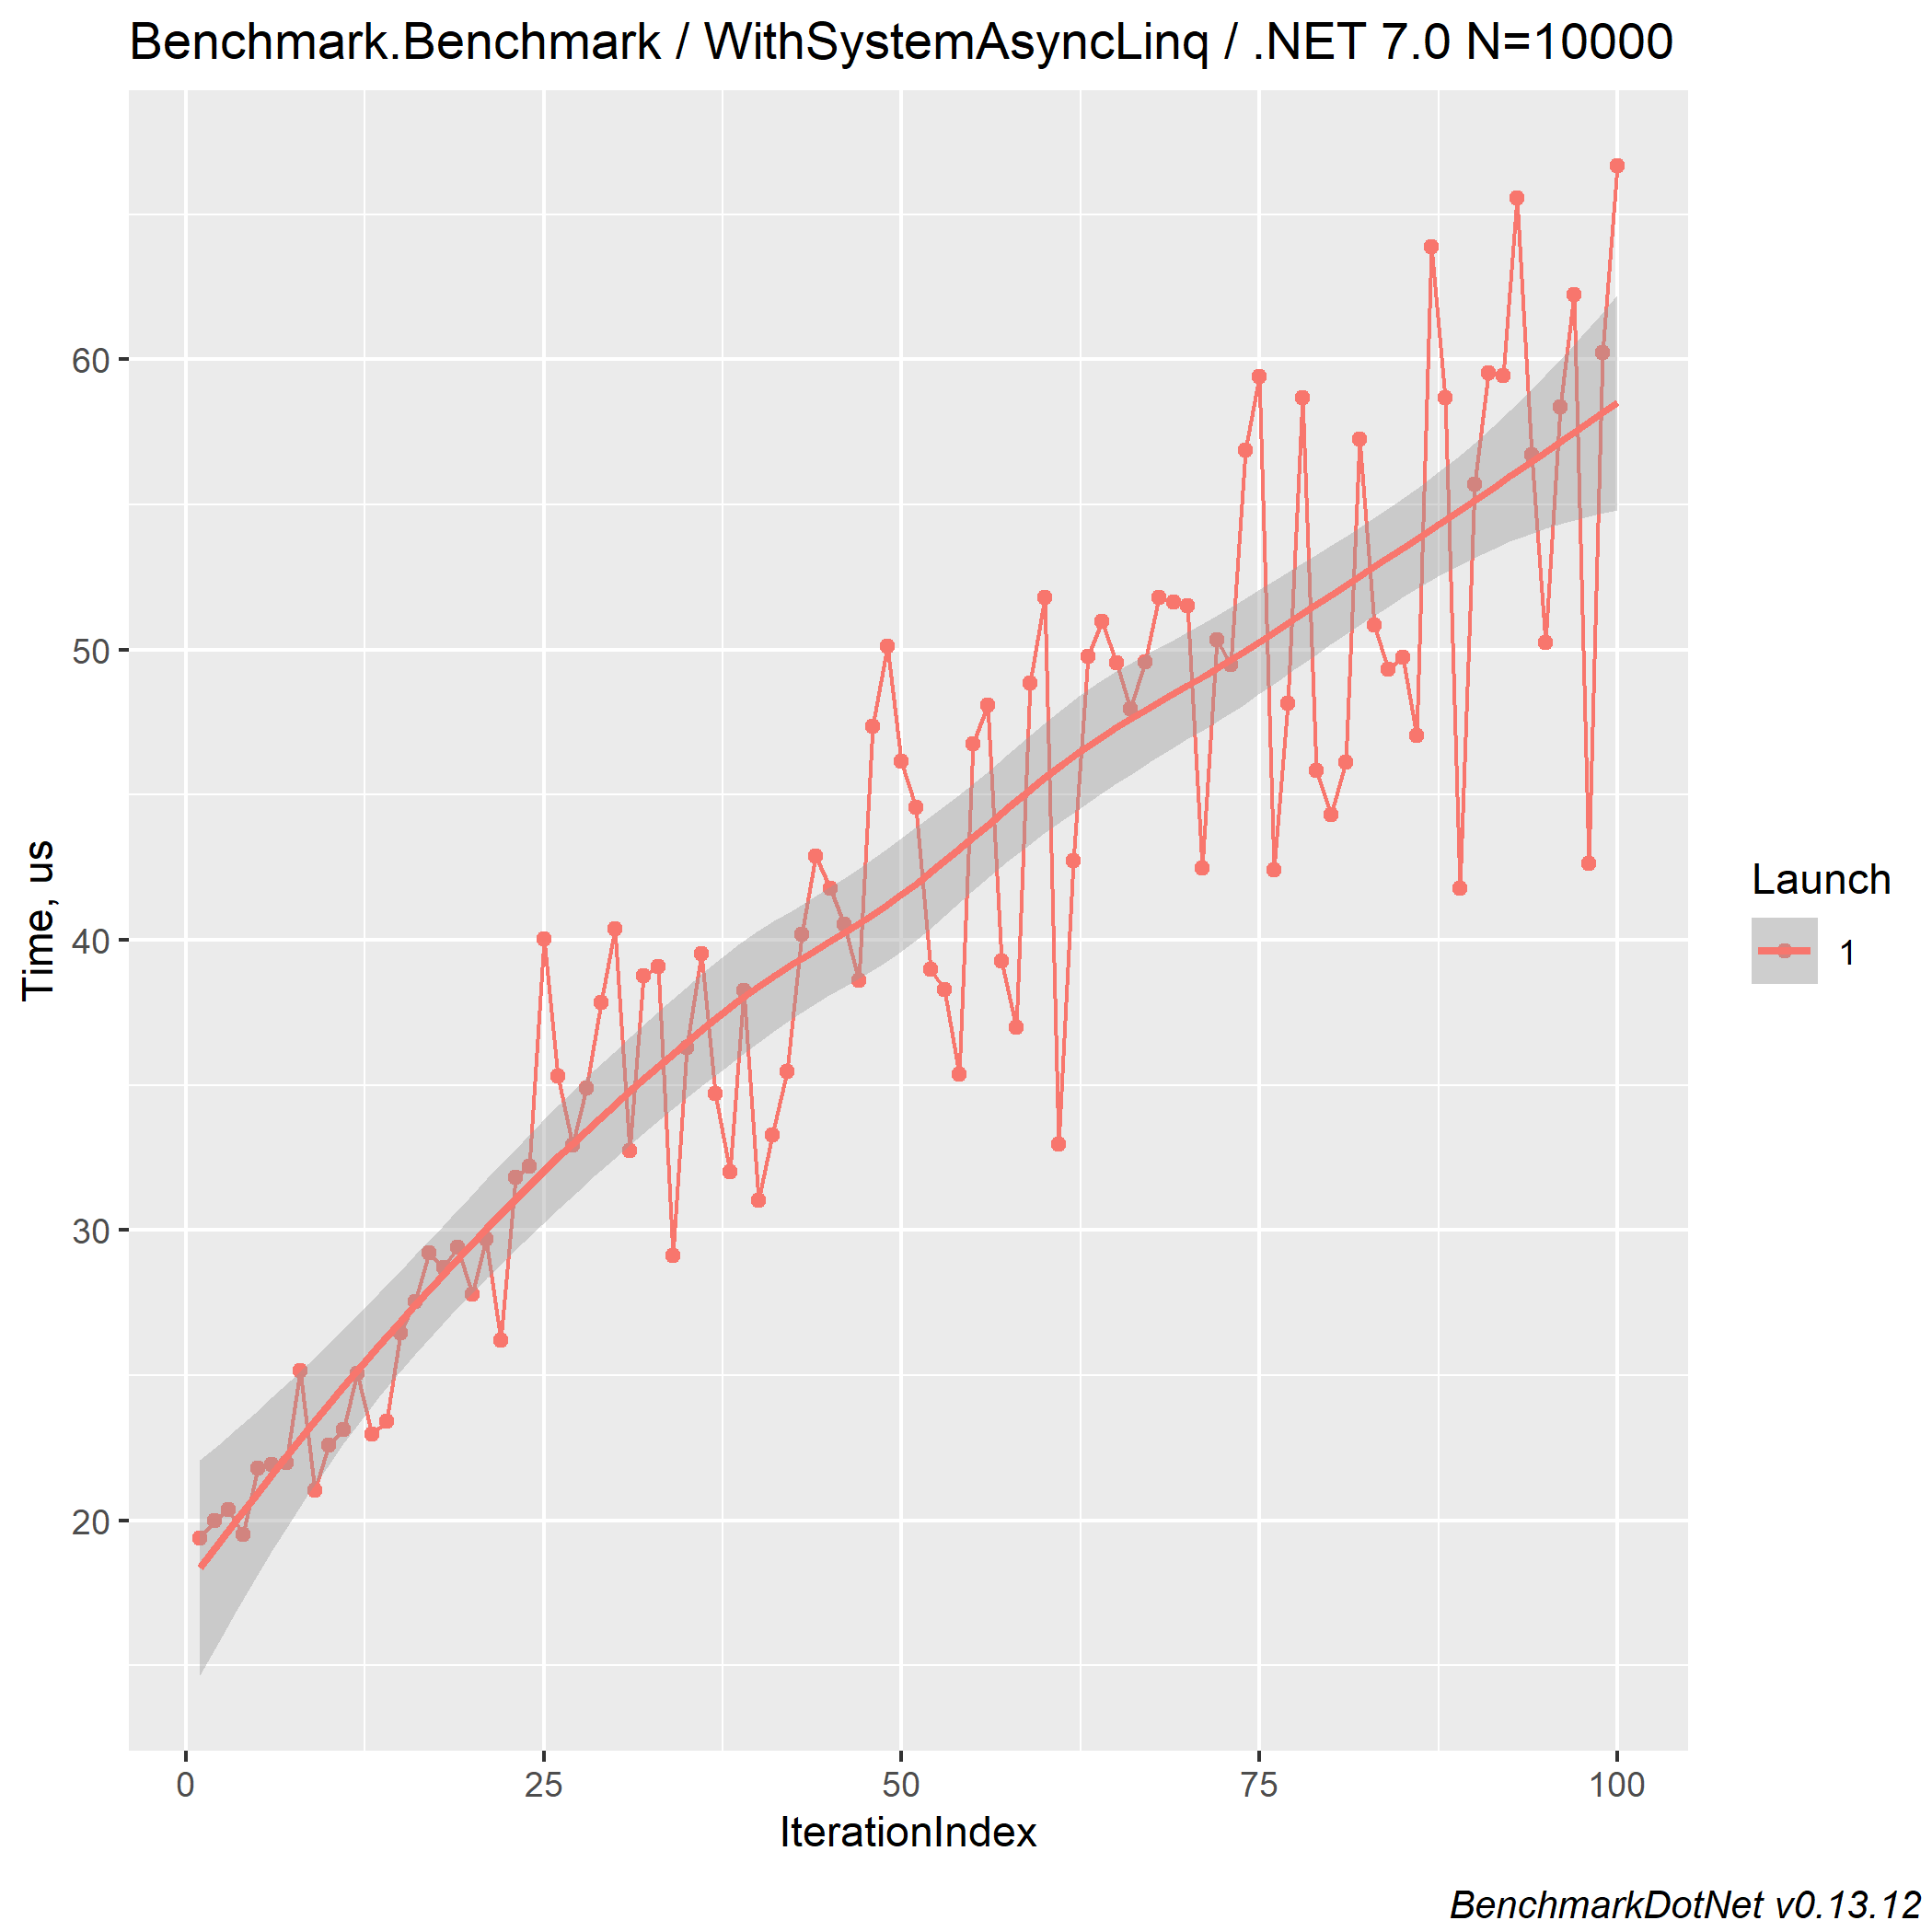 Benchmark.Benchmark / WithSystemAsyncLinq / .NET 7.0 N=10000
60
50
40
30
20
Time, us
0 25 50 75 100
IterationIndex
Launch
1
BenchmarkDotNet v0.13.12